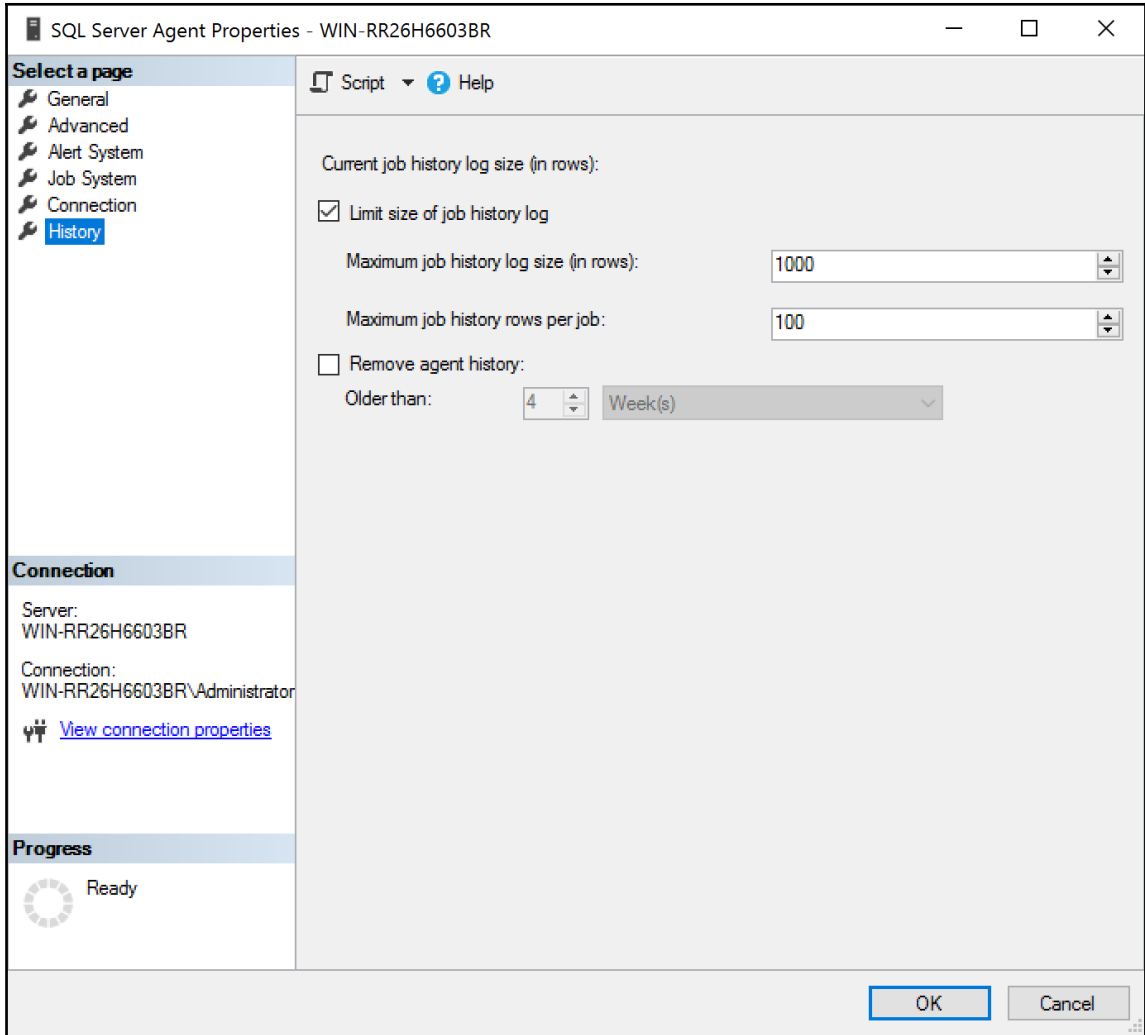 SQL Server Agent Properties - WIN-RR26H6603BR
Select a page
General
Advanced
Alert System
Job System
Connection
History
Script
Help
Current job history log size (in rows):
Limit size of job history log
Maximum job history log size (in rows):
1000
Maximum job history rows per job:
100
Remove agent history:
Older than:
4
Week(s)
Connection
Server:
WIN-RR26H6603BR
Connection:
WIN-RR26H6603BR\Administrator
View connection properties
Progress
Ready
OK
Cancel